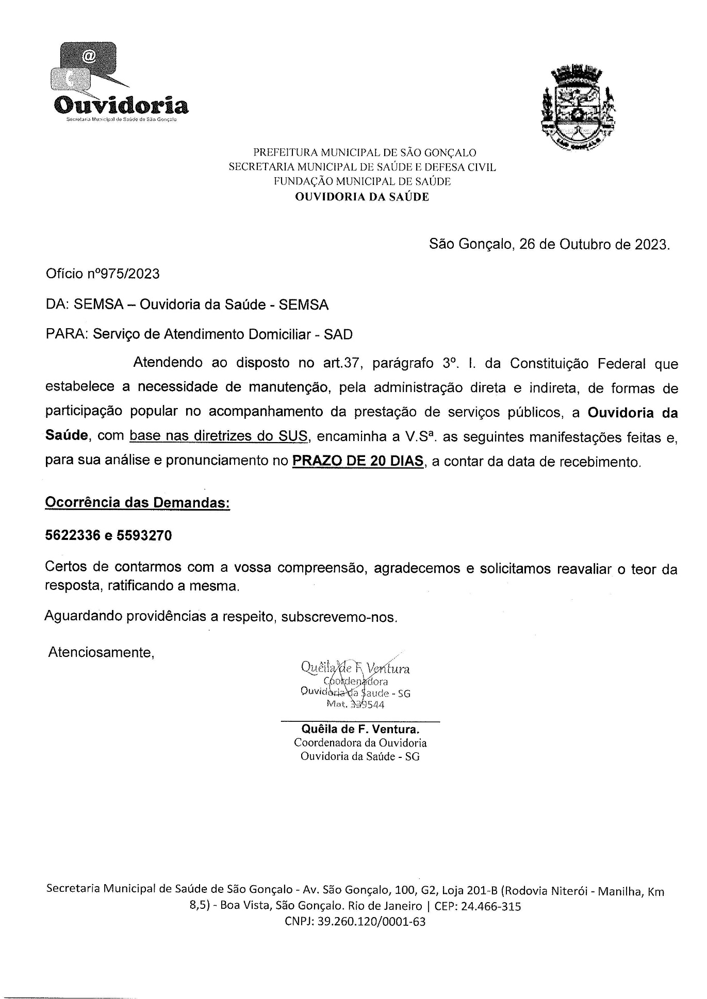 @
Ouvidoria
Secretaria Municipal de Saúde de São Gonçalo
SÃO GONÇALO
PREFEITURA MUNICIPAL DE SÃO GONÇALO
SECRETARIA MUNICIPAL DE SAÚDE E DEFESA CIVIL
FUNDAÇÃO MUNICIPAL DE SAÚDE
OUVIDORIA DA SAÚDE
São Gonçalo, 26 de Outubro de 2023.
Ofício nº975/2023
DA: SEMSA – Ouvidoria da Saúde - SEMSA
PARA: Serviço de Atendimento Domiciliar - SAD
Atendendo ao disposto no art.37, parágrafo 3º. I. da Constituição Federal que
estabelece a necessidade de manutenção, pela administração direta e indireta, de formas de
participação popular no acompanhamento da prestação de serviços públicos, a Ouvidoria da
Saúde, com base nas diretrizes do SUS, encaminha a V.Sª. as seguintes manifestações feitas e,
para sua análise e pronunciamento no PRAZO DE 20 DIAS, a contar da data de recebimento.
Ocorrência das Demandas:
5622336 e 5593270
Certos de contarmos com a vossa compreensão, agradecemos e solicitamos reavaliar o teor da
resposta, ratificando a mesma.
Aguardando providências a respeito, subscrevemo-nos.
Atenciosamente,
Quêila de F. Ventura
Coordenadora
Ouvidoria da Saude - SG
Mat. 339544
Quêila de F. Ventura.
Coordenadora da Ouvidoria
Ouvidoria da Saúde - SG
Secretaria Municipal de Saúde de São Gonçalo - Av. São Gonçalo, 100, G2, Loja 201-B (Rodovia Niterói - Manilha, Km
8,5) - Boa Vista, São Gonçalo. Rio de Janeiro | CEP: 24.466-315
CNPJ: 39.260.120/0001-63